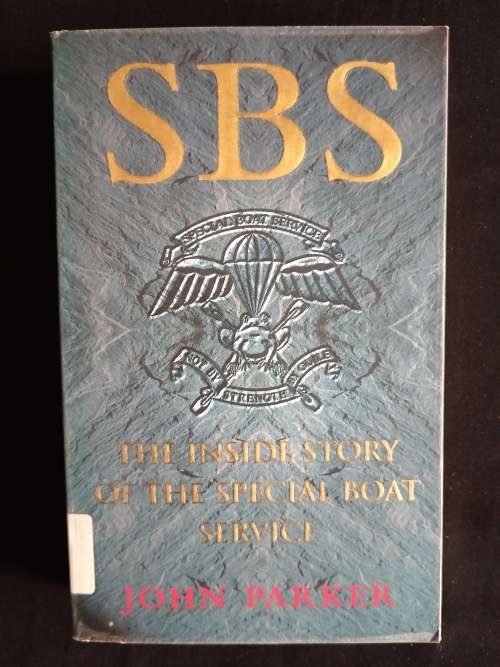 SBS
SPECIAL BOAT SERVICE
NOT BY
STRENGTH
BY GUILE
THE INSIDE STORY
OF THE SPECIAL BOAT
SERVICE
JOHN PARKER